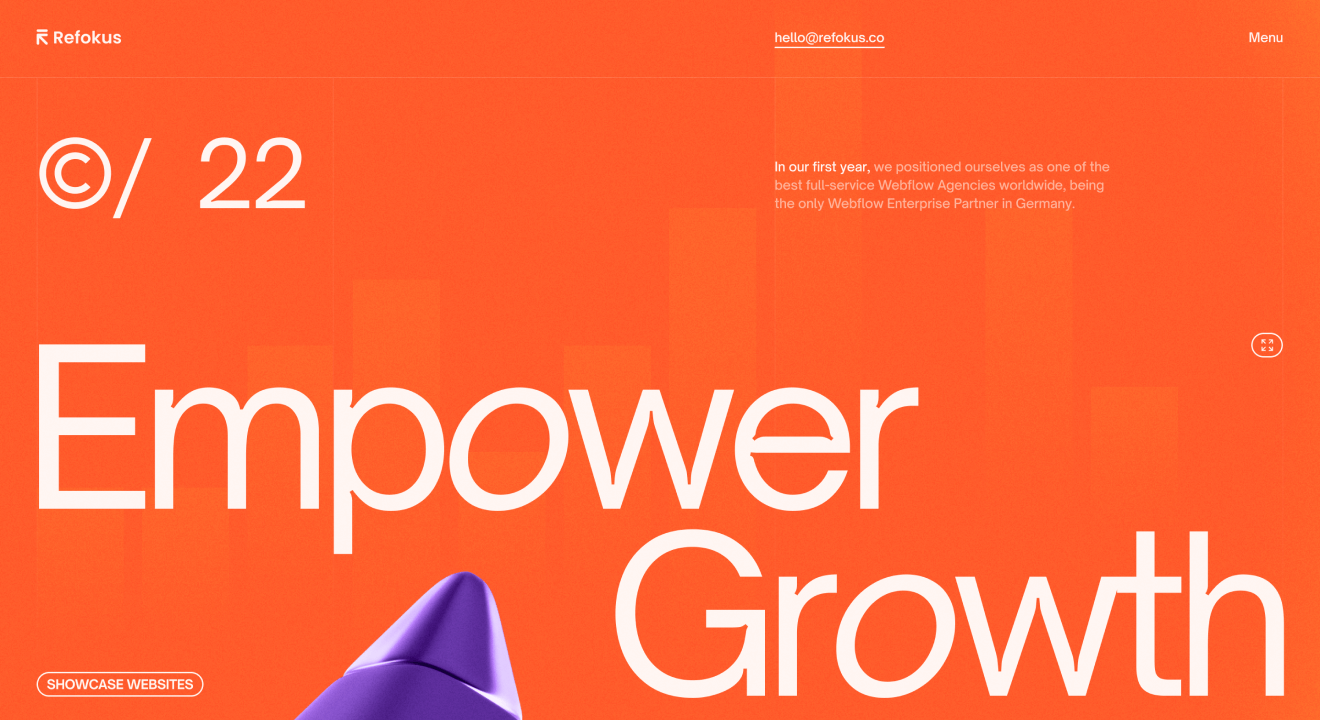 Refokus
hello@refokus.co
Menu
©/ 22
In our first year, we positioned ourselves as one of the
best full-service Webflow Agencies worldwide, being
the only Webflow Enterprise Partner in Germany.
Empower
Growth
SHOWCASE WEBSITES